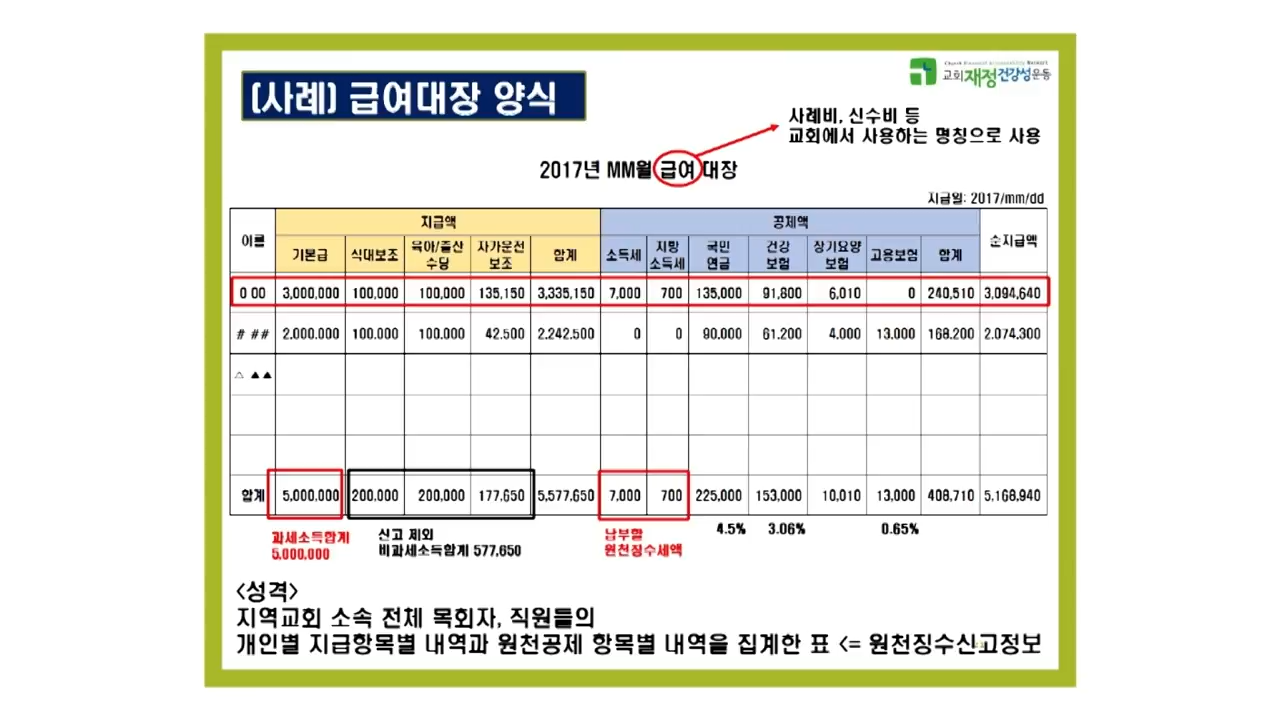 Church Financial Accountability Network
교회재정건강성운동
(사례) 급여대장 양식
사례비, 신수비 등
교회에서 사용하는 명칭으로 사용
2017년 MM월 급여 대장
지급일: 2017/mm/dd
이름 지급액 공제액 순지급액
기본급 식대보조 육아/출산 수당 자가운전 보조 합계 소득세 지방 소득세 국민 연금 건강 보험 장기요양 보험 고용보험 합계
O OO 3,000,000 100,000 100,000 135,150 3,335,150 7,000 700 135,000 91,800 6,010 0 240,510 3,094,640
# ## 2,000,000 100,000 100,000 42,500 2,242,500 0 0 90,000 61,200 4,000 13,000 168,200 2,074,300
△ ▲▲
합계 5,000,000 200,000 200,000 177,650 5,577,650 7,000 700 225,000 153,000 10,010 13,000 408,710 5,168,940
4.5% 3.06% 0.65%
과세소득합계
5,000,000
신고 제외
비과세소득합계 577,650
납부할
원천징수세액
<성격>
지역교회 소속 전체 목회자, 직원들의
개인별 지급항목별 내역과 원천공제 항목별 내역을 집계한 표 <= 원천징수신고정보